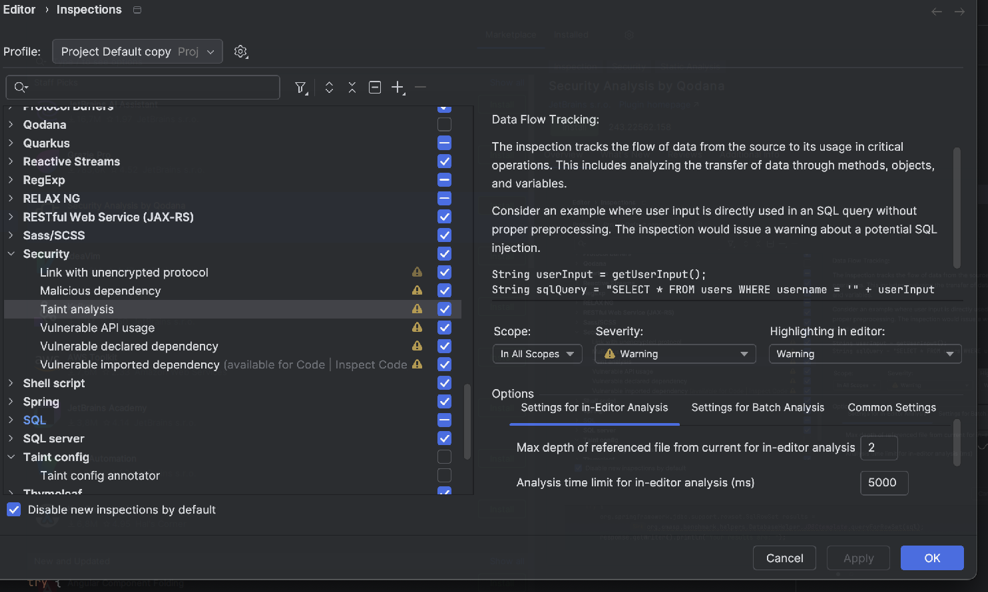 Editor › Inspections
Profile: Project Default copy Proj
Security Analysis by Qodana
Protocol Buffers
Qodana
Quarkus
Reactive Streams
RegExp
RELAX NG
RESTful Web Service (JAX-RS)
Sass/SCSS
Security
Link with unencrypted protocol
Malicious dependency
Taint analysis
Vulnerable API usage
Vulnerable declared dependency
Vulnerable imported dependency (available for Code | Inspect Code
Shell script
Spring
SQL
SQL server
Taint config
Taint config annotator
Thymeleaf
Disable new inspections by default
Data Flow Tracking:
The inspection tracks the flow of data from the source to its usage in critical
operations. This includes analyzing the transfer of data through methods, objects,
and variables.
Consider an example where user input is directly used in an SQL query without
proper preprocessing. The inspection would issue a warning about a potential SQL
injection.
String userInput = getUserInput();
String sqlQuery = "SELECT * FROM users WHERE username = '" + userInput
Scope: Severity: Highlighting in editor:
In All Scopes Warning Warning
Options
Settings for in-Editor Analysis Settings for Batch Analysis Common Settings
Max depth of referenced file from current for in-editor analysis 2
Analysis time limit for in-editor analysis (ms) 5000
Cancel Apply OK
try {